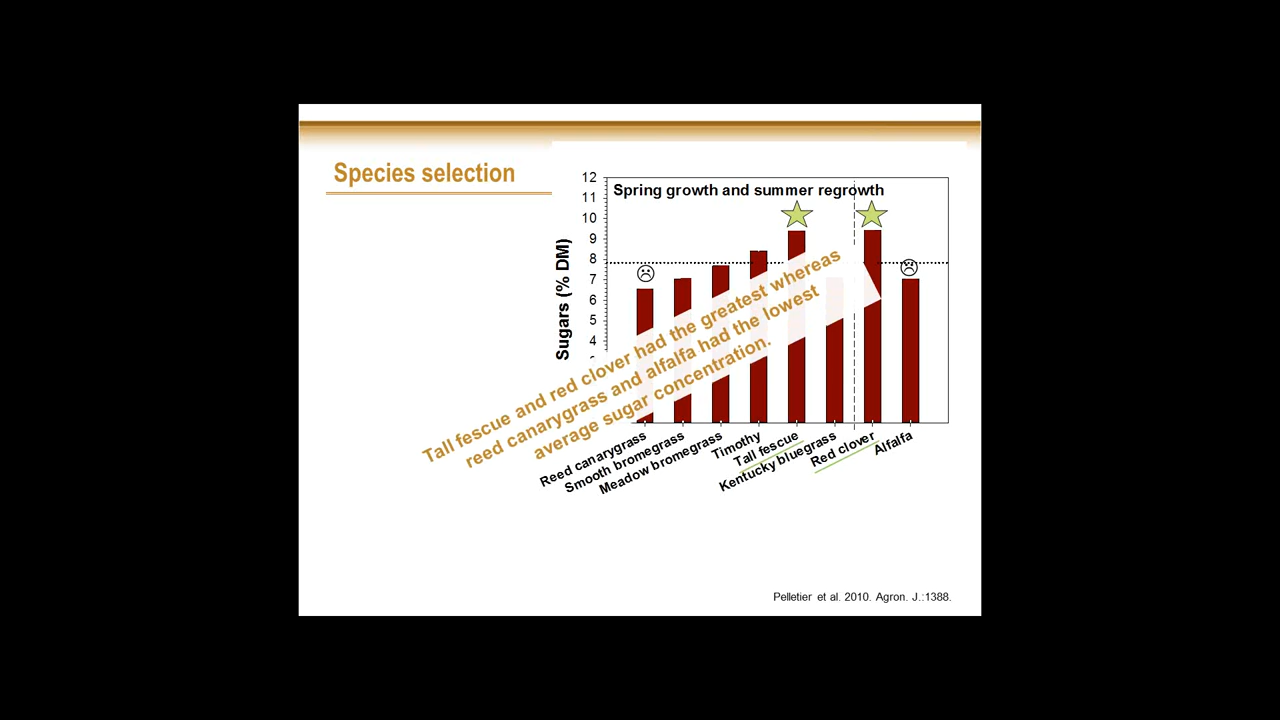 Species selection
Spring growth and summer regrowth
12
11
10
9
8
7
6
5
4
Sugars (% DM)
Tall fescue and red clover had the greatest whereas
reed canarygrass and alfalfa had the lowest
average sugar concentration.
Reed canarygrass
Smooth bromegrass
Meadow bromegrass
Timothy
Tall fescue
Kentucky bluegrass
Red clover
Alfalfa
Pelletier et al. 2010. Agron. J.:1388.